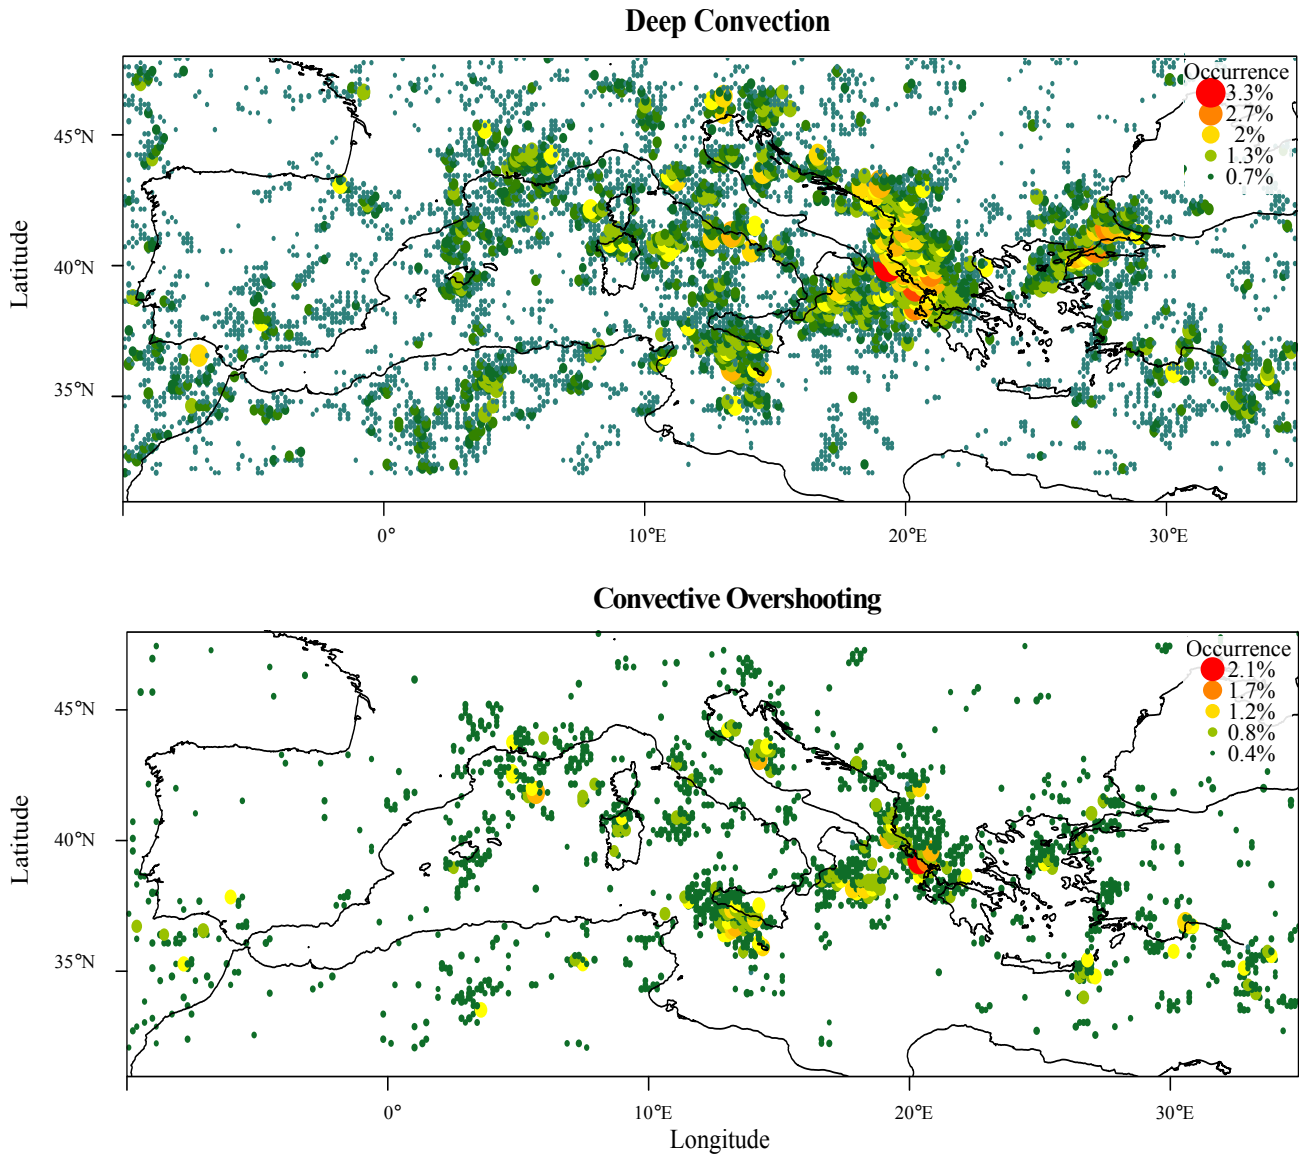 Deep Convection
Occurrence
3.3%
2.7%
2%
1.3%
0.7%
45°N
40°N
35°N
Latitude
0°
10°E
20°E
30°E
Convective Overshooting
Occurrence
2.1%
1.7%
1.2%
0.8%
0.4%
45°N
40°N
35°N
Latitude
0°
10°E
20°E
30°E
Longitude